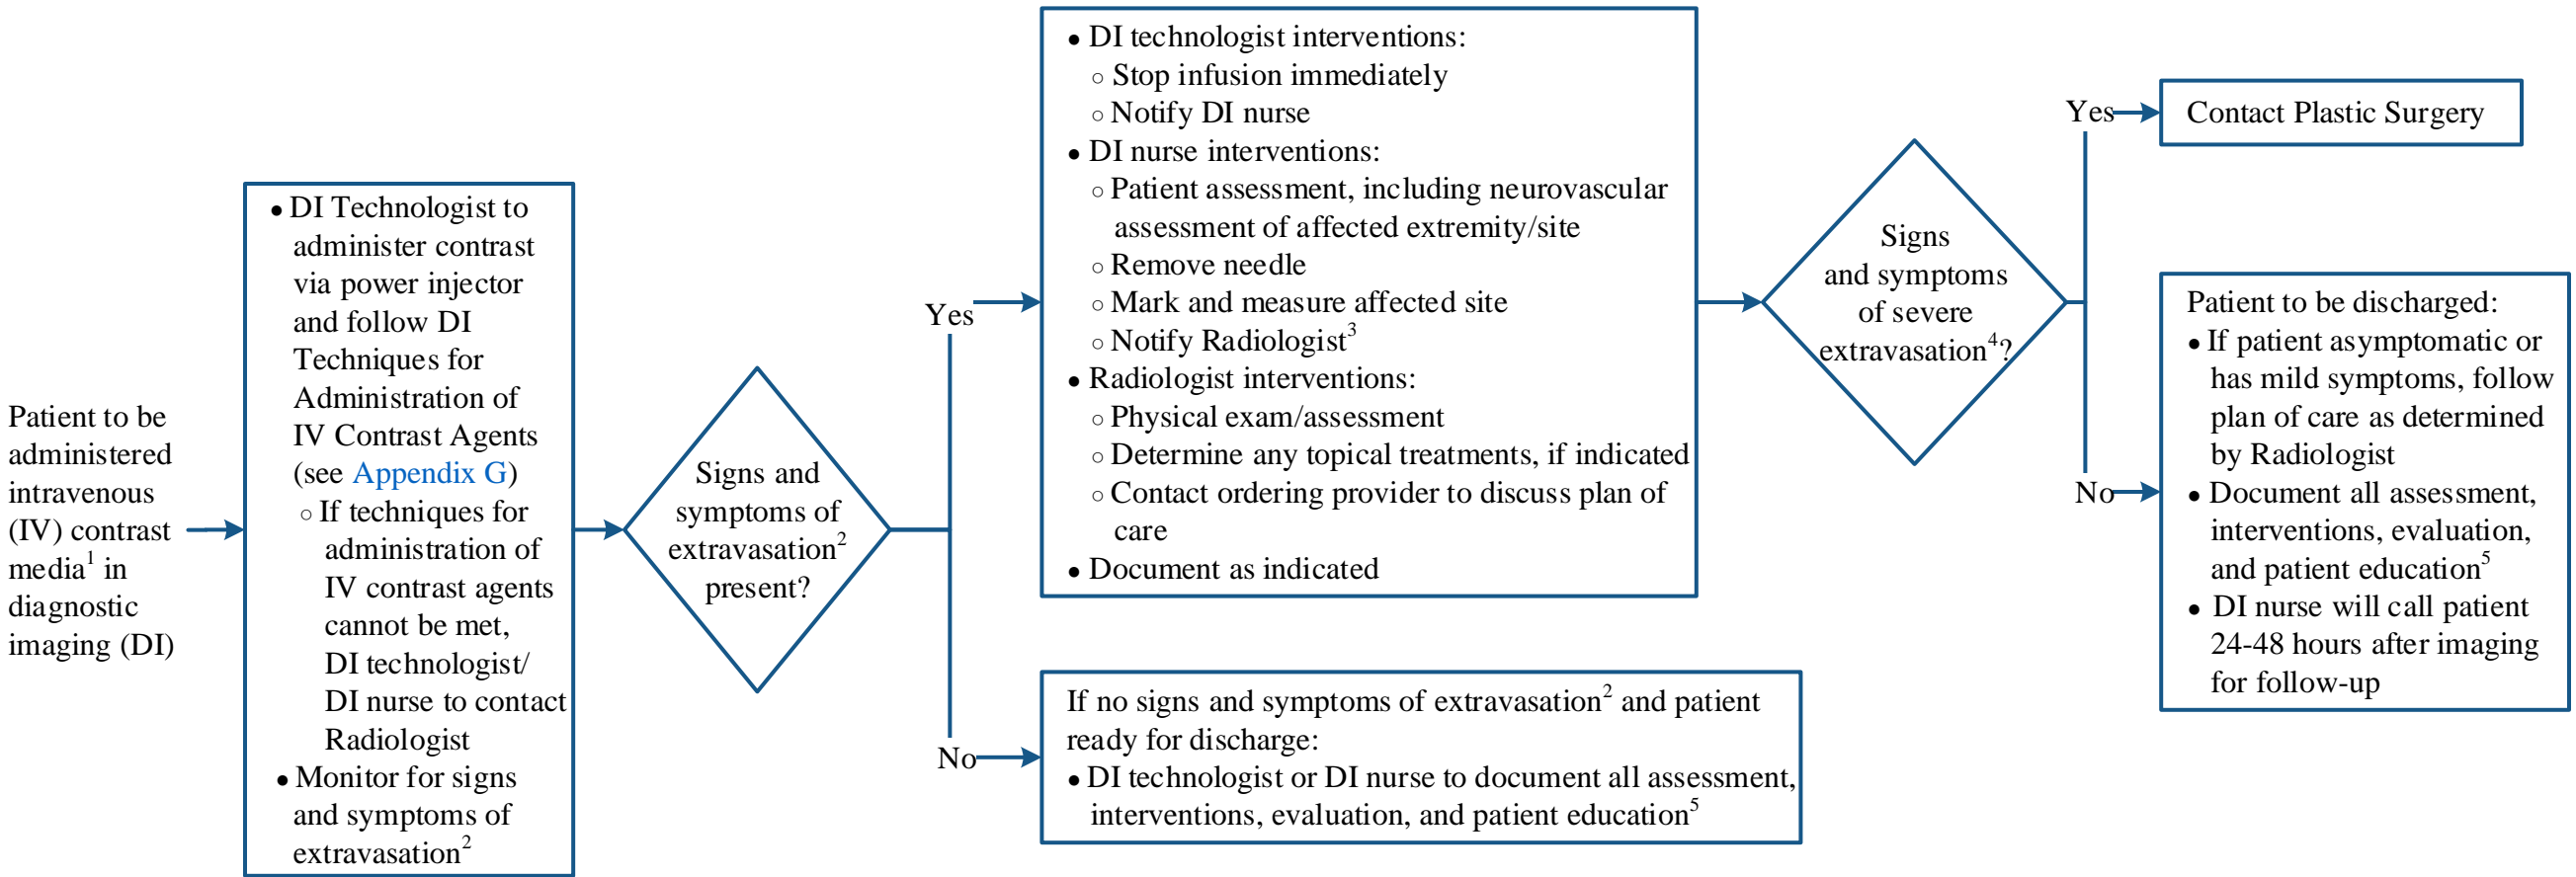 Patient to be
administered
intravenous
(IV) contrast
media1 in
diagnostic
imaging (DI)
● DI Technologist to
administer contrast
via power injector
and follow DI
Techniques for
Administration of
IV Contrast Agents
(see Appendix G)
○ If techniques for
administration of
IV contrast agents
cannot be met,
DI technologist/
DI nurse to contact
Radiologist
● Monitor for signs
and symptoms of
extravasation2
Signs and
symptoms of
extravasation2
present?
Yes
● DI technologist interventions:
○ Stop infusion immediately
○ Notify DI nurse
● DI nurse interventions:
○ Patient assessment, including neurovascular
assessment of affected extremity/site
○ Remove needle
○ Mark and measure affected site
○ Notify Radiologist3
● Radiologist interventions:
○ Physical exam/assessment
○ Determine any topical treatments, if indicated
○ Contact ordering provider to discuss plan of
care
● Document as indicated
No
If no signs and symptoms of extravasation2 and patient
ready for discharge:
● DI technologist or DI nurse to document all assessment,
interventions, evaluation, and patient education5
Signs
and symptoms
of severe
extravasation4?
Yes
Contact Plastic Surgery
No
Patient to be discharged:
● If patient asymptomatic or
has mild symptoms, follow
plan of care as determined
by Radiologist
● Document all assessment,
interventions, evaluation,
and patient education5
● DI nurse will call patient
24-48 hours after imaging
for follow-up